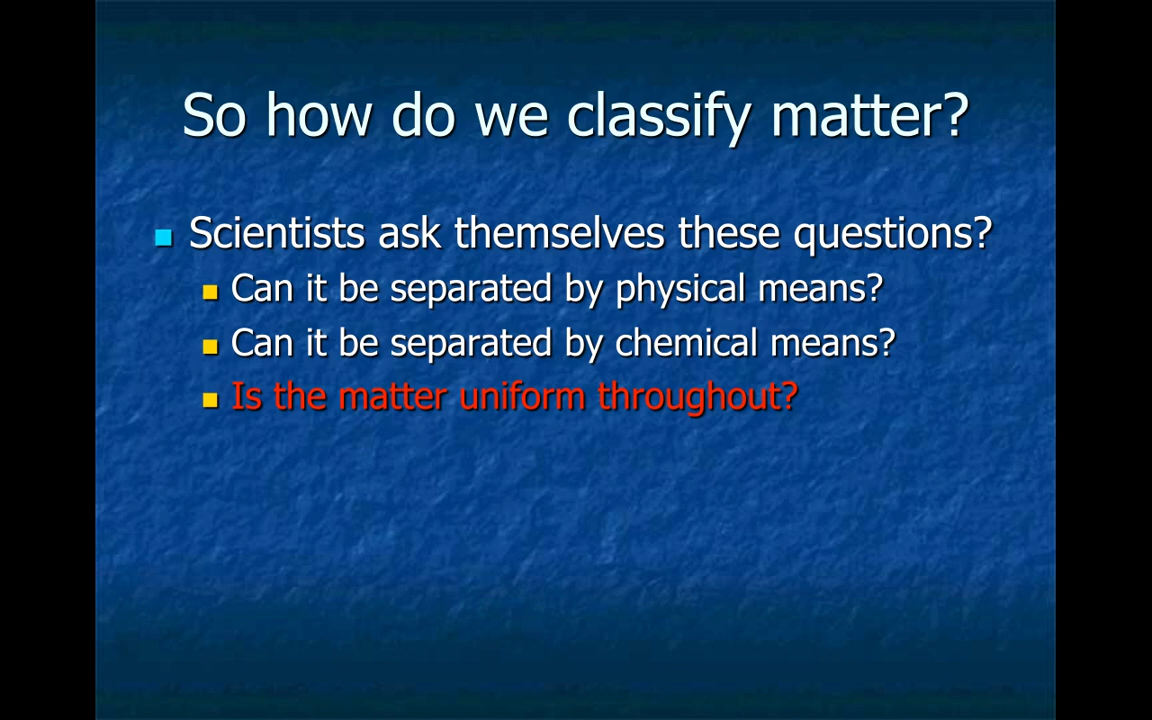 So how do we classify matter?
Scientists ask themselves these questions?
Can it be separated by physical means?
Can it be separated by chemical means?
Is the matter uniform throughout?